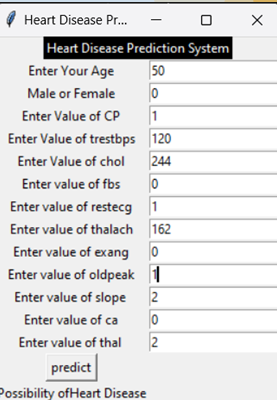 Heart Disease Pr...
Heart Disease Prediction System
Enter Your Age 50
Male or Female 0
Enter Value of CP 1
Enter Value of trestbps 120
Enter Value of chol 244
Enter value of fbs 0
Enter value of restecg 1
Enter value of thalach 162
Enter value of exang 0
Enter value of oldpeak 1
Enter value of slope 2
Enter value of ca 0
Enter value of thal 2
predict
Possibility ofHeart Disease